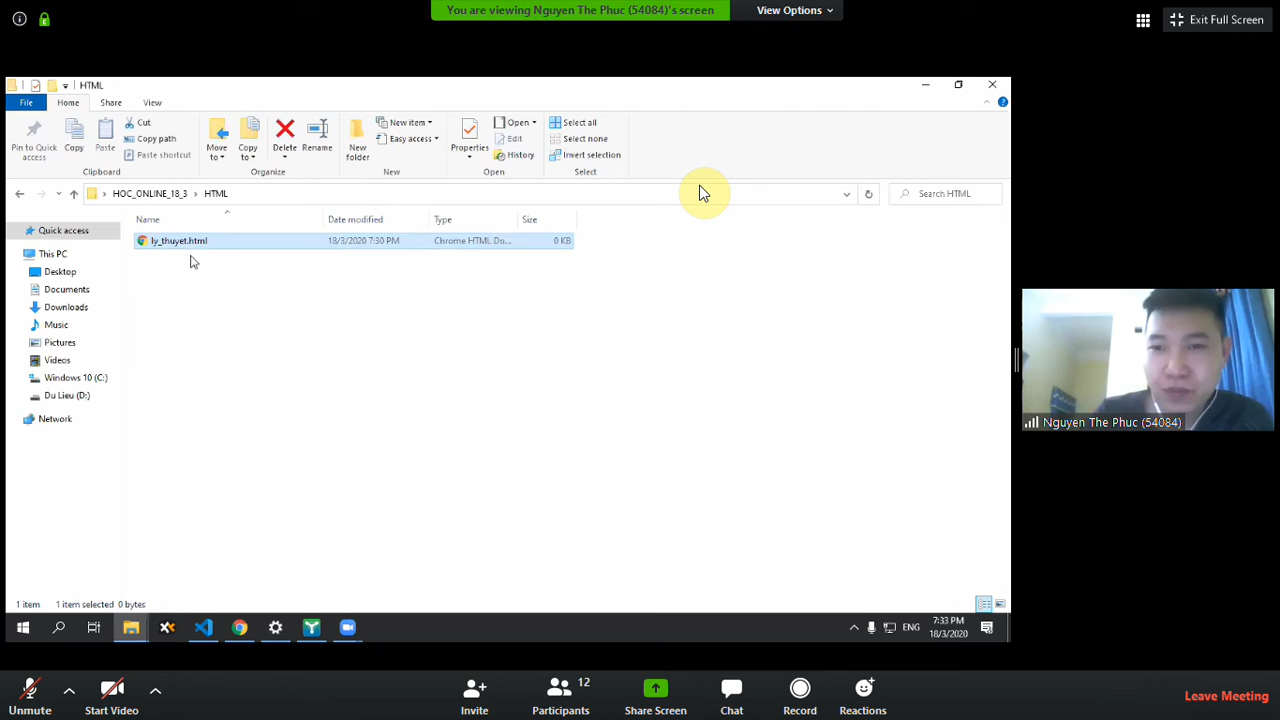 You are viewing Nguyen The Phuc (54084)'s screen
View Options
Exit Full Screen
HTML
File
Home
Share
View
Pin to Quick access
Copy
Paste
Cut
Copy path
Paste shortcut
Clipboard
Move to
Copy to
Delete
Rename
Organize
New folder
New item
Easy access
New
Properties
Open
Edit
History
Open
Select all
Select none
Invert selection
Select
HOC_ONLINE_18_3
HTML
Search HTML
Name
Date modified
Type
Size
ly_thuyet.html
18/3/2020 7:30 PM
Chrome HTML Do...
0 KB
Quick access
This PC
Desktop
Documents
Downloads
Music
Pictures
Videos
Windows 10 (C:)
Du Lieu (D:)
Network
Nguyen The Phuc (54084)
1 item
1 item selected 0 bytes
ENG
7:33 PM
18/3/2020
Unmute
Start Video
Invite
12
Participants
Share Screen
Chat
Record
Reactions
Leave Meeting